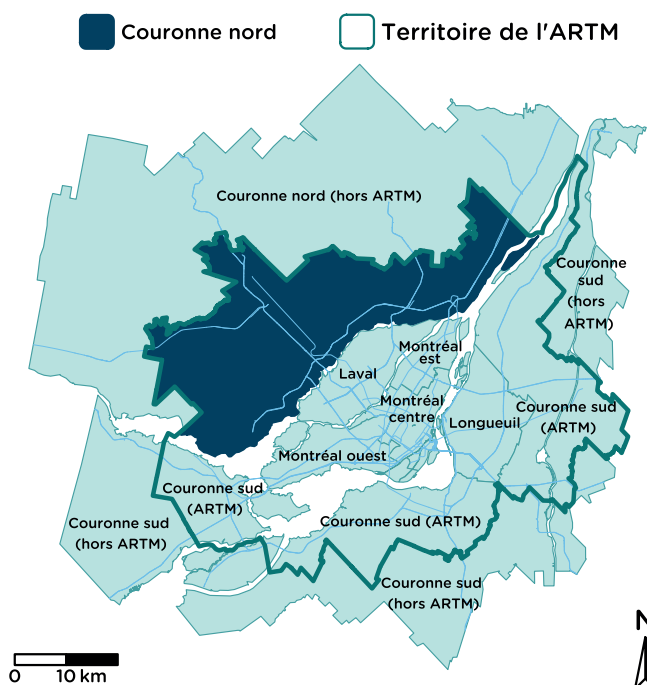 Couronne nord
Territoire de l'ARTM
Couronne nord (hors ARTM)
Couronne
sud
(hors
ARTM)
Montréal
est
Laval
Montréal
centre
Longueuil
Couronne sud
(ARTM)
Montréal ouest
Couronne sud
(ARTM)
Couronne sud
(hors ARTM)
Couronne sud (ARTM)
Couronne sud
(hors ARTM)
N
0 10 km